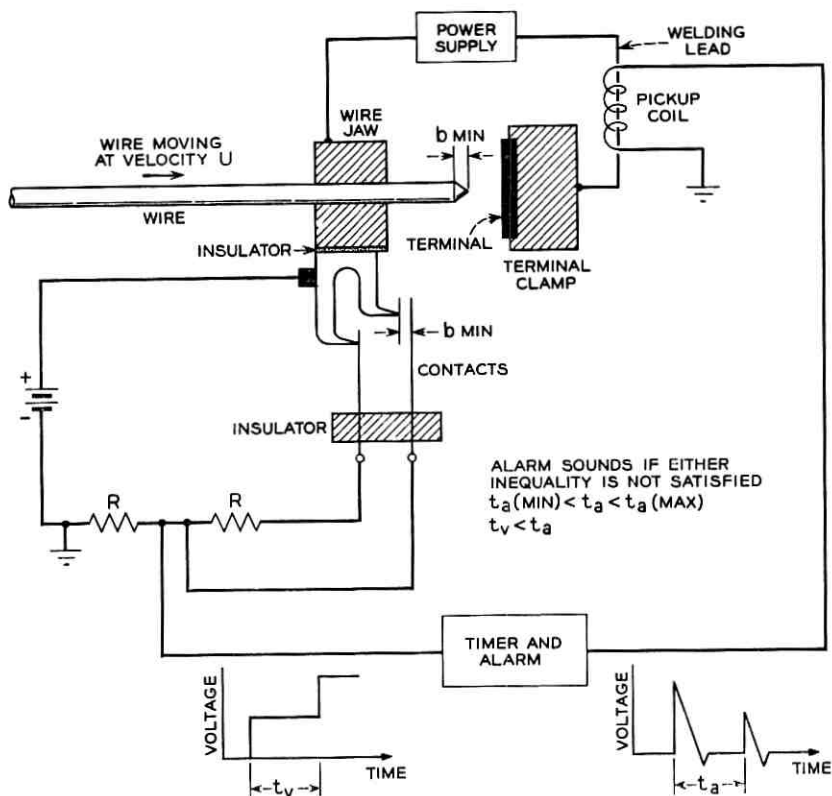 POWER
SUPPLY
WELDING
LEAD
PICKUP
COIL
WIRE
JAW
b MIN
WIRE MOVING
AT VELOCITY U
WIRE
INSULATOR
TERMINAL
TERMINAL
CLAMP
b MIN
CONTACTS
+
-
INSULATOR
R
R
ALARM SOUNDS IF EITHER
INEQUALITY IS NOT SATISFIED
ta(MIN) < ta < ta(MAX)
tv < ta
TIMER AND
ALARM
VOLTAGE
TIME
tv
VOLTAGE
TIME
ta